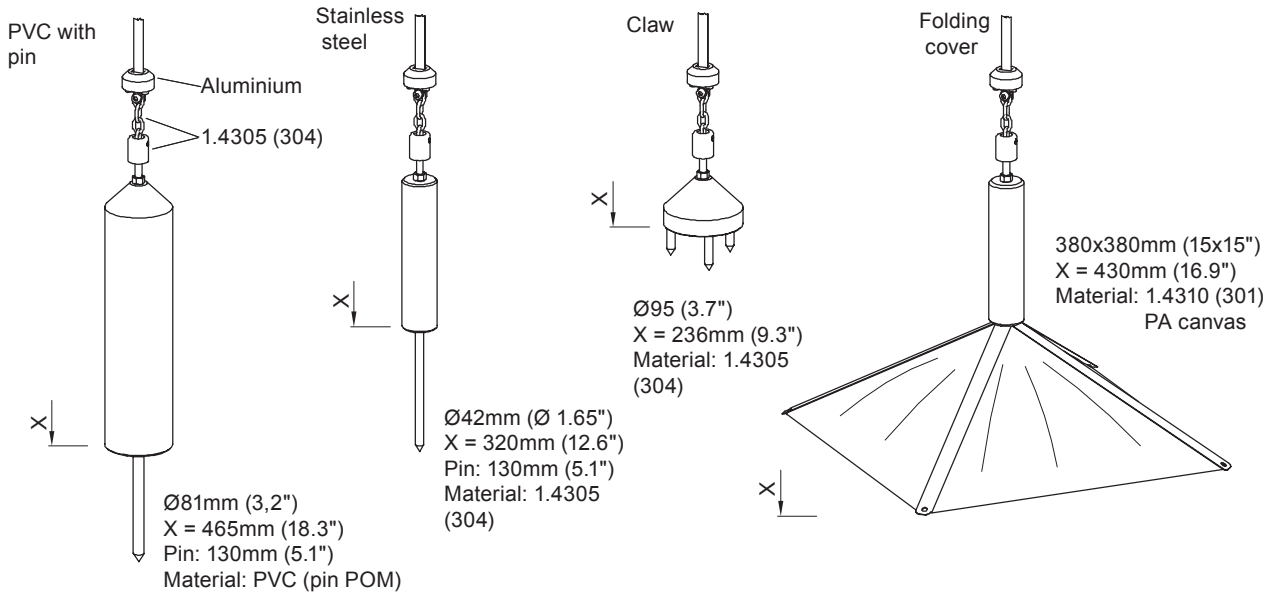 PVC with
pin
Aluminium
1.4305 (304)
X
Ø81mm (3,2")
X = 465mm (18.3")
Pin: 130mm (5.1")
Material: PVC (pin POM)
Stainless
steel
X
Ø42mm (Ø 1.65")
X = 320mm (12.6")
Pin: 130mm (5.1")
Material: 1.4305
(304)
Claw
X
Ø95 (3.7")
X = 236mm (9.3")
Material: 1.4305
(304)
Folding
cover
380x380mm (15x15")
X = 430mm (16.9")
Material: 1.4310 (301)
PA canvas
X